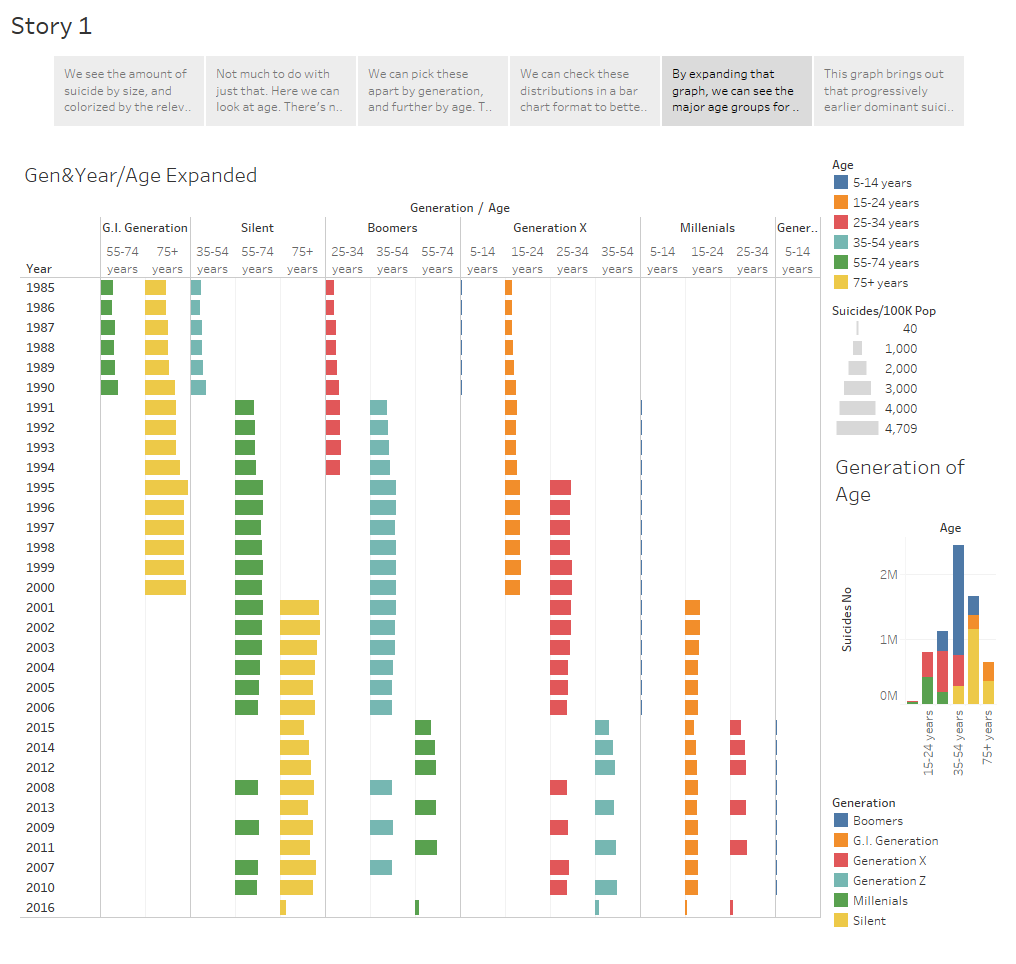 Story 1
We see the amount of
suicide by size, and
colorized by the relev..
Not much to do with
just that. Here we can
look at age. There's n..
We can pick these
apart by generation,
and further by age. T..
We can check these
distributions in a bar
chart format to bette..
By expanding that
graph, we can see the
major age groups for ..
This graph brings out
that progressively
earlier dominant suici..
Gen&Year/Age Expanded
Generation / Age
G.I. Generation Silent Boomers Generation X Millenials Gener..
55-74 75+ 35-54 55-74 75+ 25-34 35-54 55-74 5-14 15-24 25-34 35-54 5-14 15-24 25-34 5-14
Year years years years years years years years years years years years years years years years years
1985
1986
1987
1988
1989
1990
1991
1992
1993
1994
1995
1996
1997
1998
1999
2000
2001
2002
2003
2004
2005
2006
2015
2014
2012
2008
2013
2009
2011
2007
2010
2016
Age
5-14 years
15-24 years
25-34 years
35-54 years
55-74 years
75+ years
Suicides/100K Pop
40
1,000
2,000
3,000
4,000
4,709
Generation of
Age
Age
Suicides No
2M
1M
0M
15-24 years
35-54 years
75+ years
Generation
Boomers
G.I. Generation
Generation X
Generation Z
Millenials
Silent